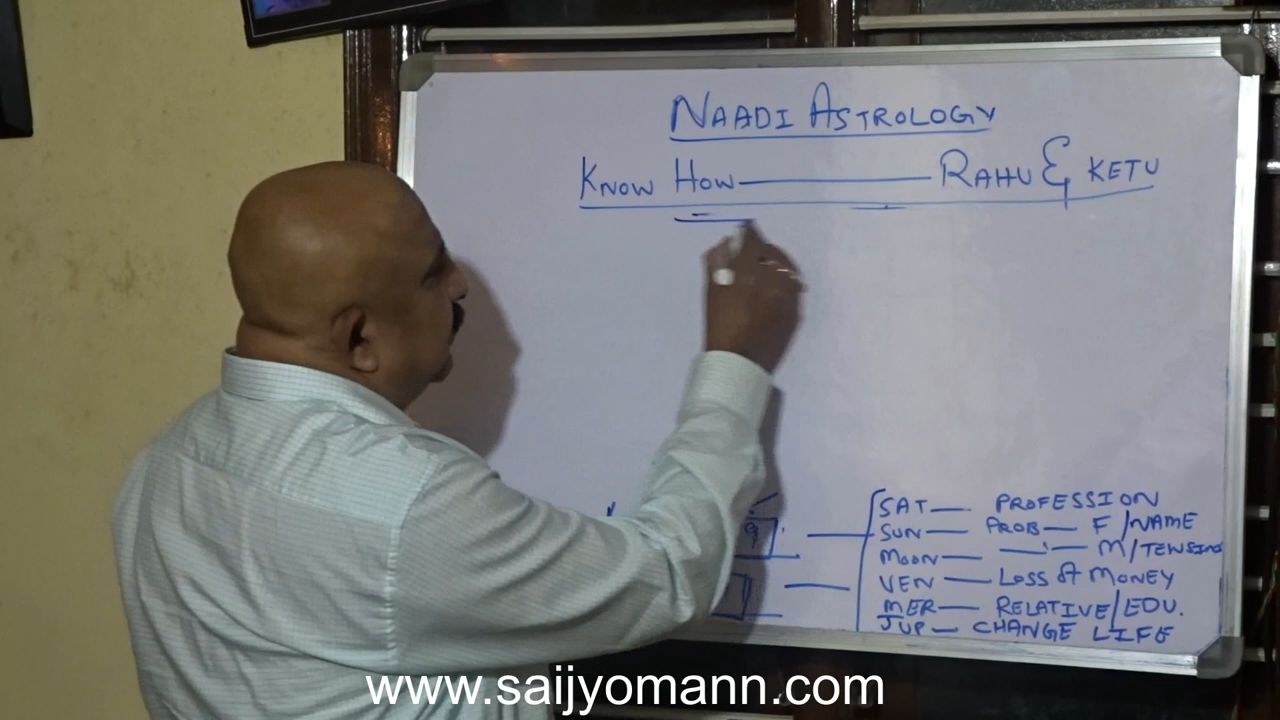 NAADI ASTROLOGY
KNOW HOW — RAHU & KETU
SAT — PROFESSION
SUN — PROB — F/NAME
MOON — — " — M/TENSION
VEN — LOSS OF MONEY
MER — RELATIVE/EDU.
JUP — CHANGE LIFE
9
www.saijyomann.com